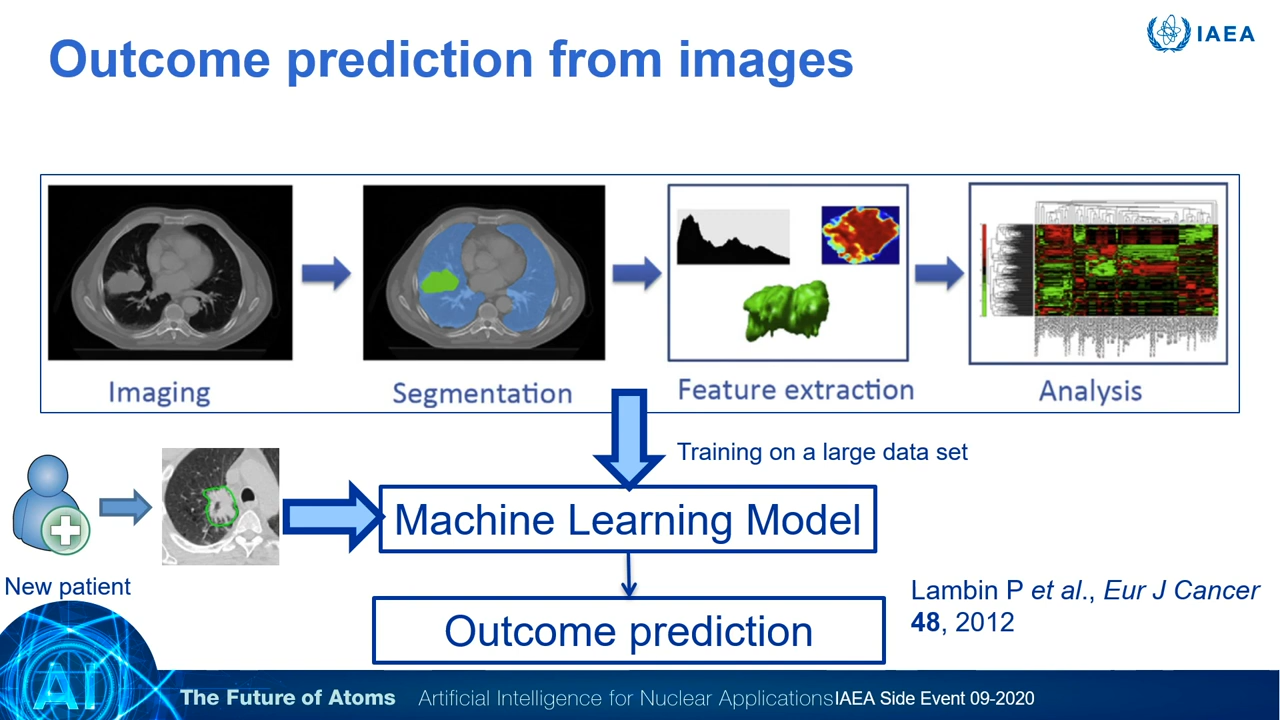 IAEA
Outcome prediction from images
Imaging
Segmentation
Feature extraction
Analysis
Training on a large data set
Machine Learning Model
New patient
Outcome prediction
Lambin P et al., Eur J Cancer
48, 2012
AI
The Future of Atoms Artificial Intelligence for Nuclear Applications IAEA Side Event 09-2020